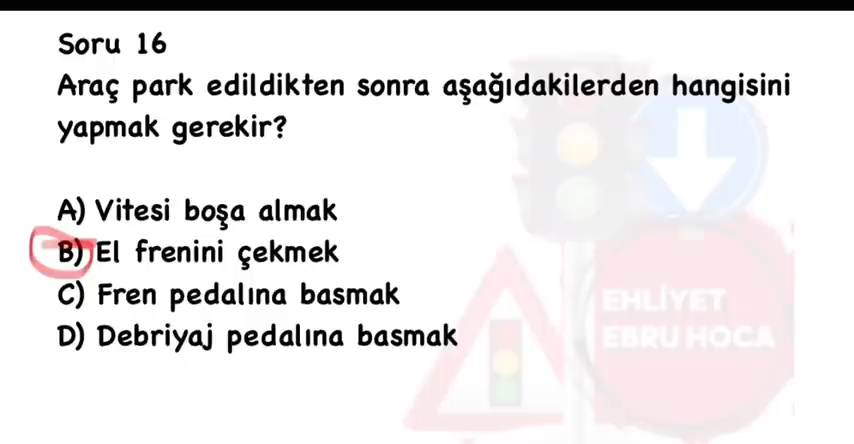 Soru 16
Araç park edildikten sonra aşağıdakilerden hangisini
yapmak gerekir?
A) Vitesi boşa almak
B) El frenini çekmek
C) Fren pedalına basmak
D) Debriyaj pedalına basmak
EHLİYET
EBRU HOCA